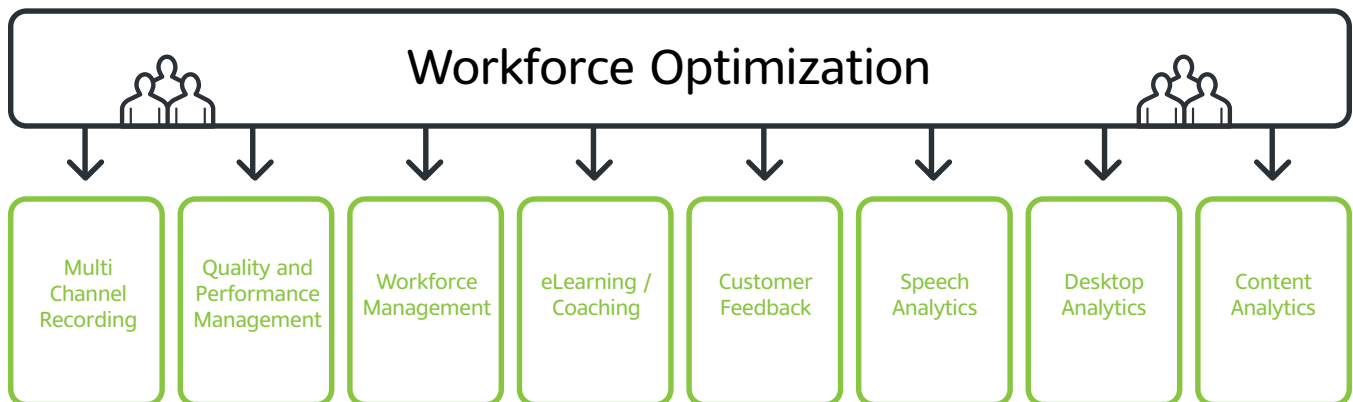 Workforce Optimization
Multi
Channel
Recording
Quality and
Performance
Management
Workforce
Management
eLearning /
Coaching
Customer
Feedback
Speech
Analytics
Desktop
Analytics
Content
Analytics